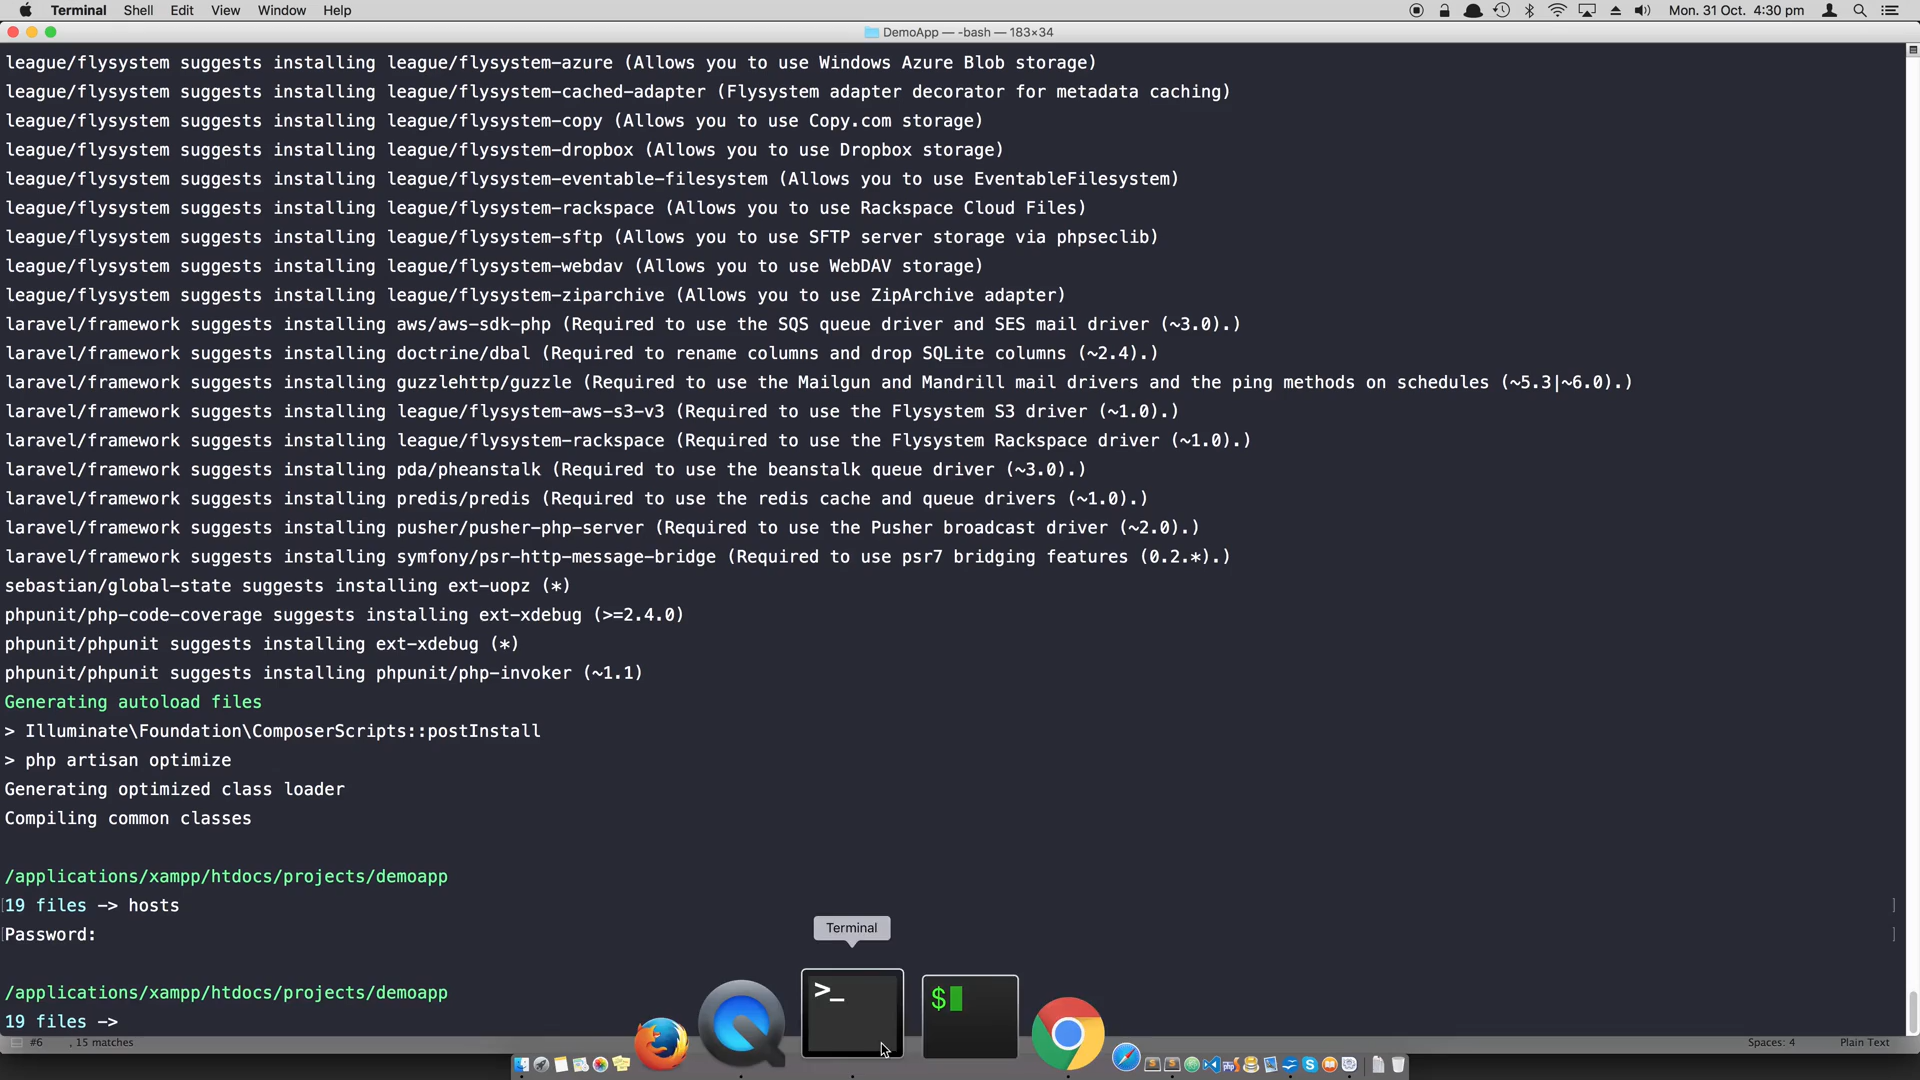 Terminal Shell Edit View Window Help Mon. 31 Oct. 4:30 pm
DemoApp — -bash — 183×34
league/flysystem suggests installing league/flysystem-azure (Allows you to use Windows Azure Blob storage)
league/flysystem suggests installing league/flysystem-cached-adapter (Flysystem adapter decorator for metadata caching)
league/flysystem suggests installing league/flysystem-copy (Allows you to use Copy.com storage)
league/flysystem suggests installing league/flysystem-dropbox (Allows you to use Dropbox storage)
league/flysystem suggests installing league/flysystem-eventable-filesystem (Allows you to use EventableFilesystem)
league/flysystem suggests installing league/flysystem-rackspace (Allows you to use Rackspace Cloud Files)
league/flysystem suggests installing league/flysystem-sftp (Allows you to use SFTP server storage via phpseclib)
league/flysystem suggests installing league/flysystem-webdav (Allows you to use WebDAV storage)
league/flysystem suggests installing league/flysystem-ziparchive (Allows you to use ZipArchive adapter)
laravel/framework suggests installing aws/aws-sdk-php (Required to use the SQS queue driver and SES mail driver (~3.0).)
laravel/framework suggests installing doctrine/dbal (Required to rename columns and drop SQLite columns (~2.4).)
laravel/framework suggests installing guzzlehttp/guzzle (Required to use the Mailgun and Mandrill mail drivers and the ping methods on schedules (~5.3|~6.0).)
laravel/framework suggests installing league/flysystem-aws-s3-v3 (Required to use the Flysystem S3 driver (~1.0).)
laravel/framework suggests installing league/flysystem-rackspace (Required to use the Flysystem Rackspace driver (~1.0).)
laravel/framework suggests installing pda/pheanstalk (Required to use the beanstalk queue driver (~3.0).)
laravel/framework suggests installing predis/predis (Required to use the redis cache and queue drivers (~1.0).)
laravel/framework suggests installing pusher/pusher-php-server (Required to use the Pusher broadcast driver (~2.0).)
laravel/framework suggests installing symfony/psr-http-message-bridge (Required to use psr7 bridging features (0.2.*).)
sebastian/global-state suggests installing ext-uopz (*)
phpunit/php-code-coverage suggests installing ext-xdebug (>=2.4.0)
phpunit/phpunit suggests installing ext-xdebug (*)
phpunit/phpunit suggests installing phpunit/php-invoker (~1.1)
Generating autoload files
> Illuminate\Foundation\ComposerScripts::postInstall
> php artisan optimize
Generating optimized class loader
Compiling common classes
/applications/xampp/htdocs/projects/demoapp
[19 files -> hosts ]
[Password: ]
Terminal
/applications/xampp/htdocs/projects/demoapp
19 files ->
>_
$
#6 , 15 matches Spaces: 4 Plain Text